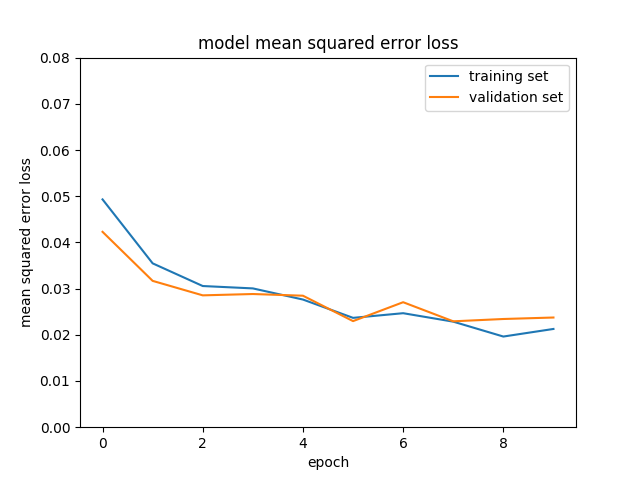 model mean squared error loss
0.08
0.07
0.06
0.05
0.04
0.03
0.02
0.01
0.00
mean squared error loss
training set
validation set
0 2 4 6 8
epoch